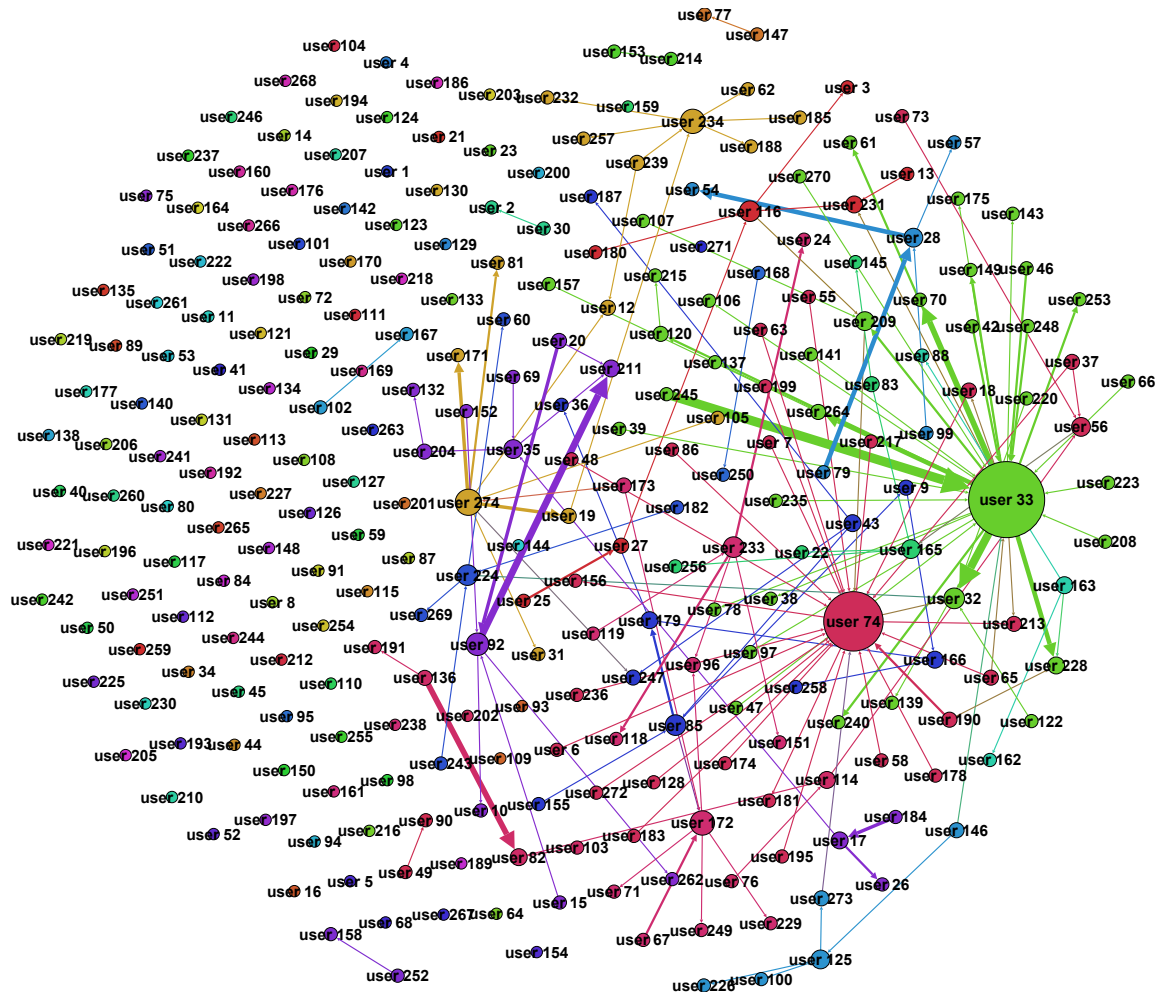 user 77
user 147
user 104
user 153
user 214
user 4
user 268
user 186
user 62
user 3
user 203
user 232
user 194
user 159
user 246
user 124
user 185
user 73
user 234
user 14
user 21
user 257
user 188
user 61
user 57
user 237
user 207
user 23
user 239
user 160
user 1
user 200
user 270
user 13
user 75
user 176
user 130
user 54
user 187
user 175
user 164
user 142
user 2
user 231
user 116
user 143
user 266
user 123
user 30
user 107
user 28
user 51
user 101
user 129
user 180
user 271
user 24
user 222
user 170
user 81
user 145
user 149
user 46
user 198
user 218
user 157
user 215
user 168
user 135
user 261
user 72
user 133
user 106
user 55
user 70
user 253
user 11
user 111
user 60
user 12
user 209
user 42
user 248
user 219
user 89
user 121
user 167
user 20
user 120
user 63
user 53
user 29
user 171
user 141
user 88
user 37
user 41
user 169
user 211
user 137
user 69
user 177
user 134
user 132
user 245
user 199
user 83
user 18
user 66
user 140
user 102
user 152
user 36
user 264
user 220
user 131
user 105
user 138
user 206
user 113
user 263
user 39
user 99
user 56
user 241
user 108
user 204
user 35
user 86
user 7
user 217
user 192
user 48
user 250
user 79
user 40
user 260
user 127
user 173
user 9
user 223
user 80
user 227
user 201
user 274
user 235
user 33
user 126
user 19
user 182
user 43
user 265
user 59
user 221
user 196
user 148
user 144
user 27
user 233
user 22
user 165
user 208
user 117
user 87
user 256
user 84
user 91
user 224
user 156
user 163
user 242
user 251
user 8
user 115
user 25
user 38
user 32
user 50
user 112
user 269
user 78
user 244
user 254
user 119
user 179
user 74
user 213
user 259
user 212
user 191
user 92
user 31
user 97
user 166
user 228
user 34
user 136
user 96
user 225
user 110
user 247
user 65
user 45
user 236
user 258
user 230
user 93
user 47
user 139
user 95
user 202
user 238
user 190
user 122
user 255
user 118
user 85
user 240
user 193
user 44
user 205
user 6
user 151
user 109
user 243
user 174
user 58
user 162
user 150
user 98
user 128
user 114
user 178
user 161
user 272
user 210
user 155
user 181
user 10
user 197
user 90
user 172
user 184
user 52
user 216
user 183
user 146
user 94
user 17
user 103
user 82
user 195
user 189
user 49
user 5
user 262
user 76
user 26
user 16
user 71
user 273
user 15
user 267
user 64
user 68
user 229
user 158
user 249
user 67
user 154
user 125
user 252
user 100
user 226